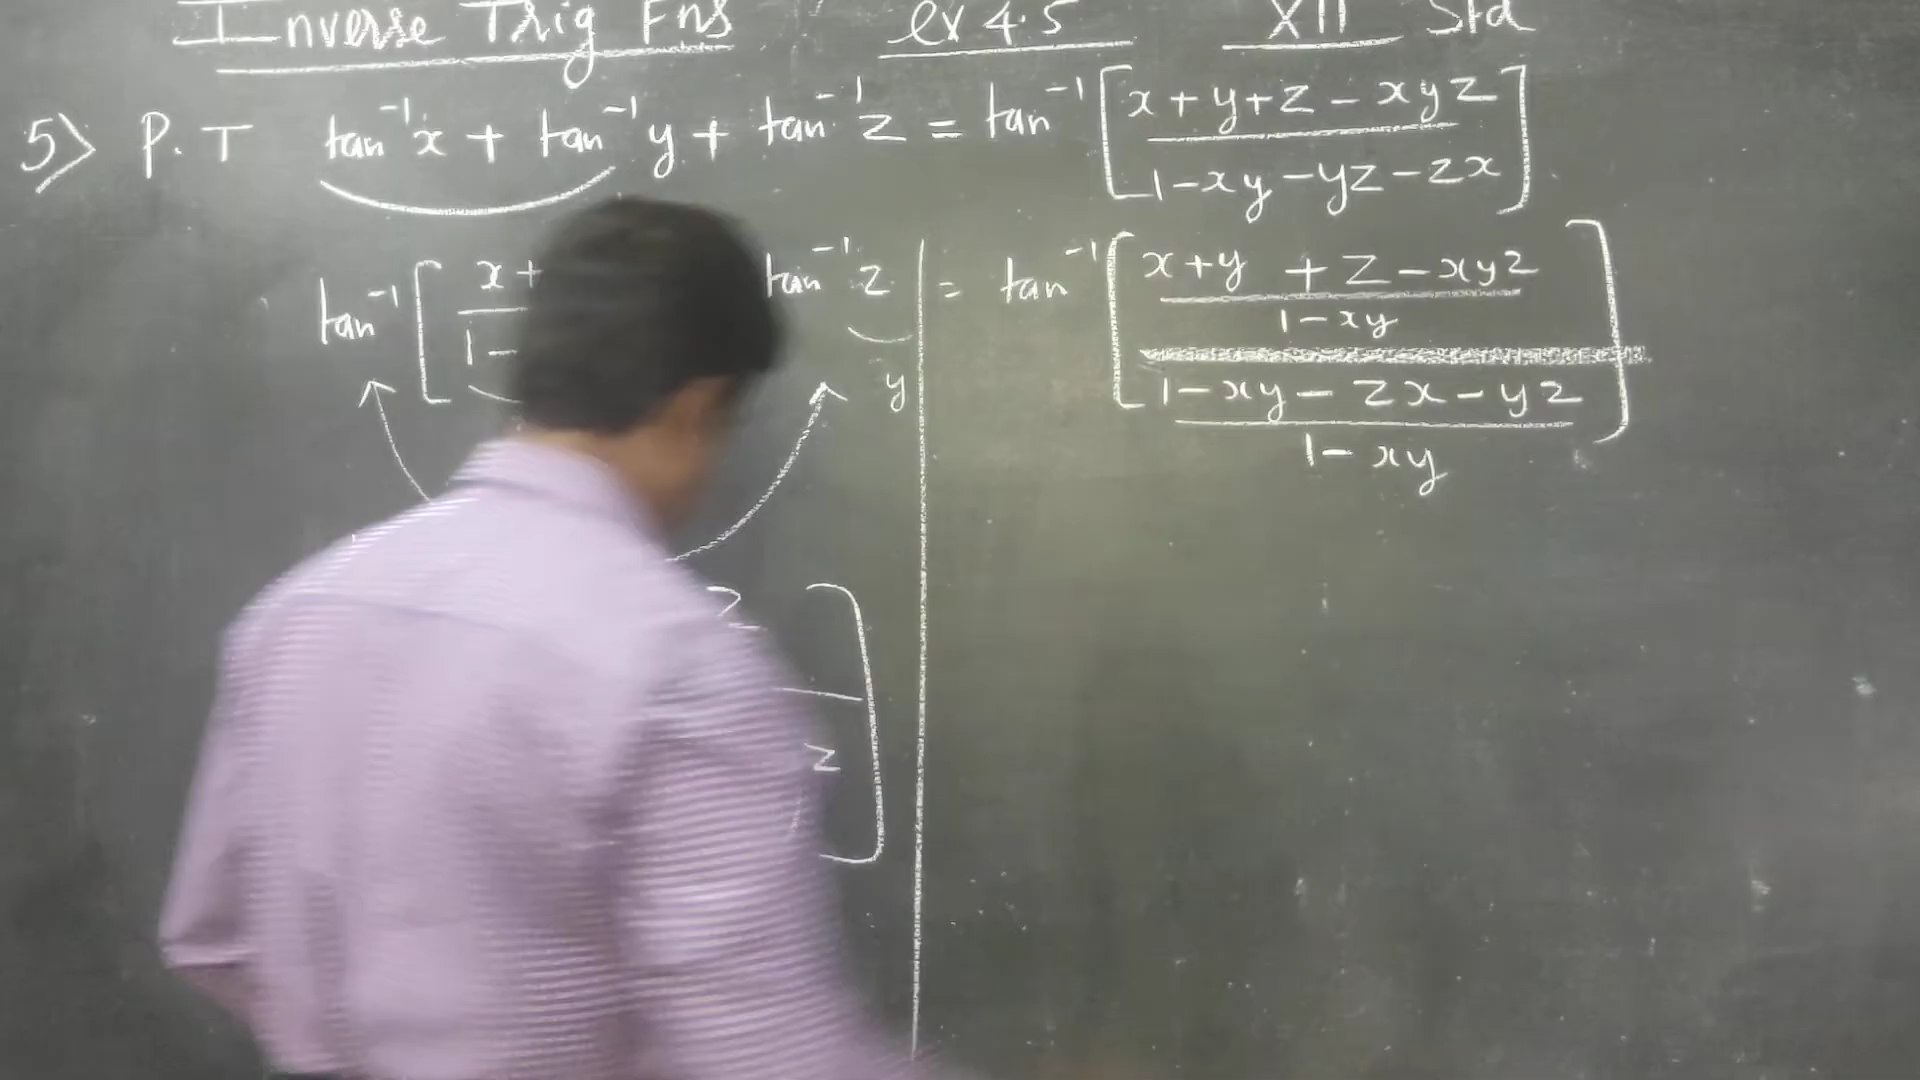 Inverse Trig Fns ex 4.5 XII Std
5) P.T tan⁻¹x + tan⁻¹y + tan⁻¹z = tan⁻¹ [ x+y+z-xyz
1-xy-yz-zx ]
tan⁻¹ [ x+
1-
tan⁻¹z
y
z
]
= tan⁻¹ [ x+y +z-xyz
1-xy
1-xy-zx-yz
1-xy ]